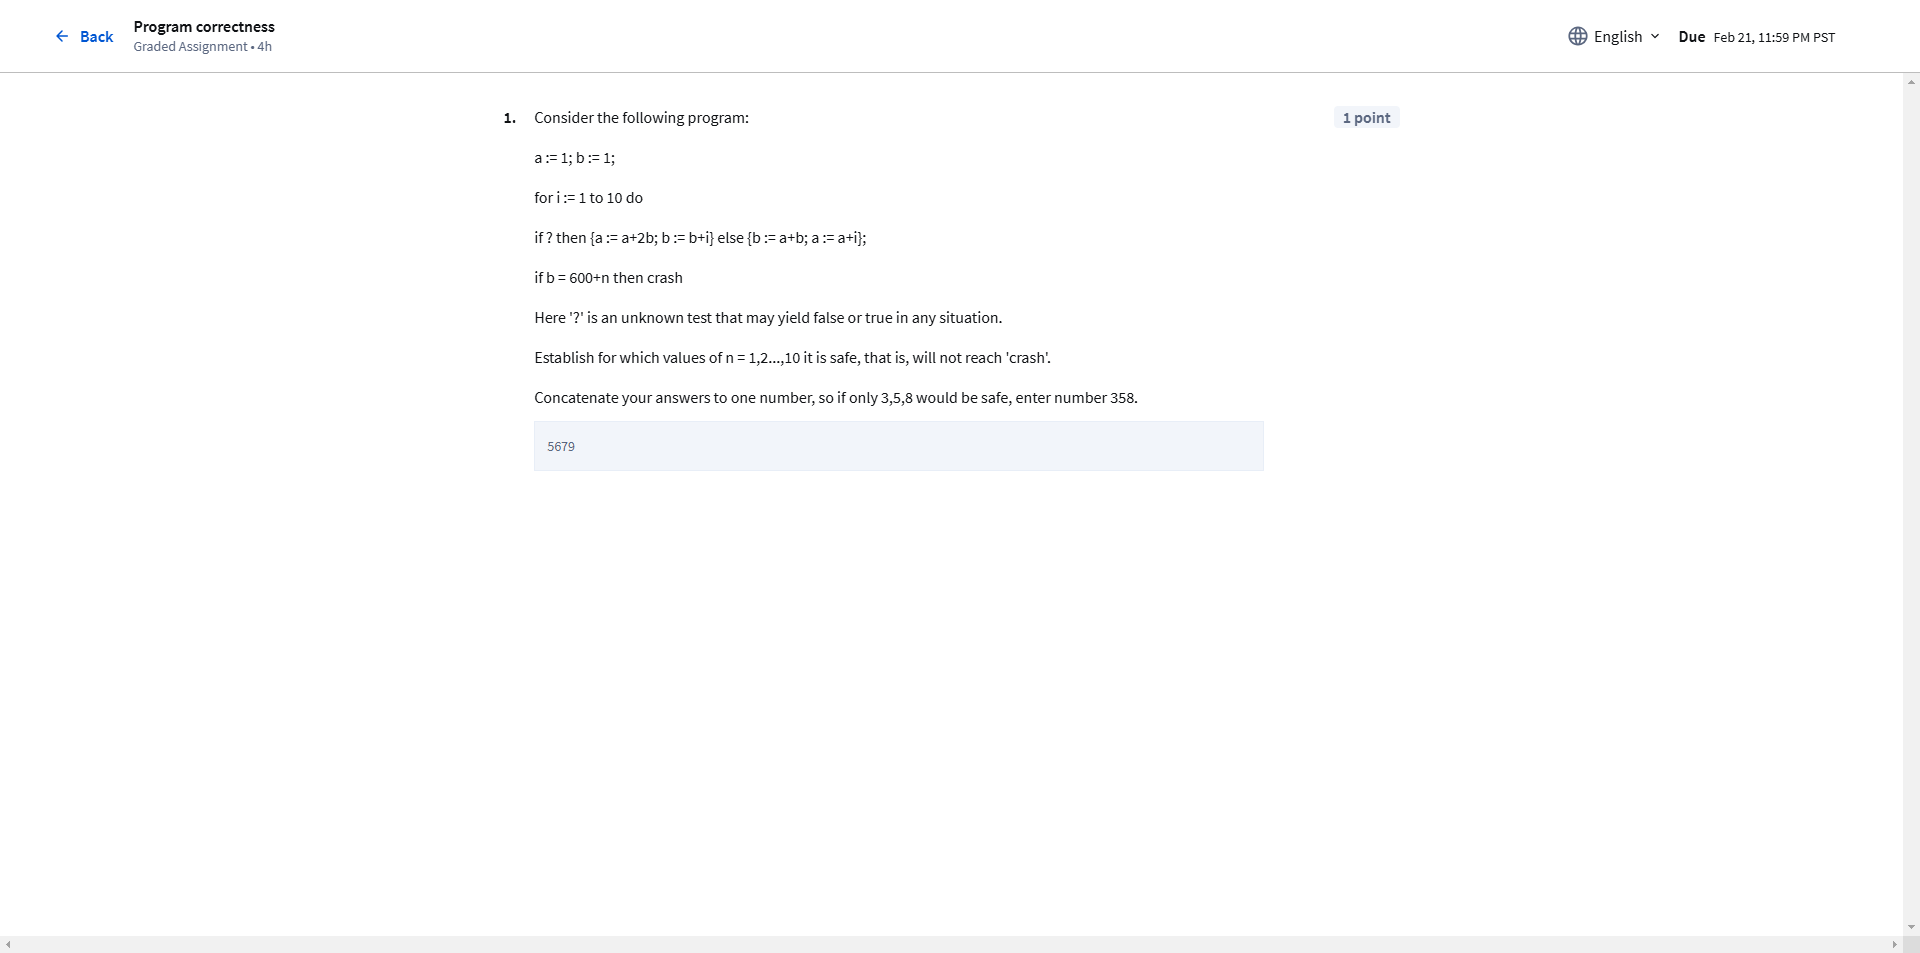 Back
Program correctness
Graded Assignment • 4h
English
Due Feb 21, 11:59 PM PST
1. Consider the following program:
1 point
a := 1; b := 1;
for i := 1 to 10 do
if ? then {a := a+2b; b := b+i} else {b := a+b; a := a+i};
if b = 600+n then crash
Here '?' is an unknown test that may yield false or true in any situation.
Establish for which values of n = 1,2...,10 it is safe, that is, will not reach 'crash'.
Concatenate your answers to one number, so if only 3,5,8 would be safe, enter number 358.
5679